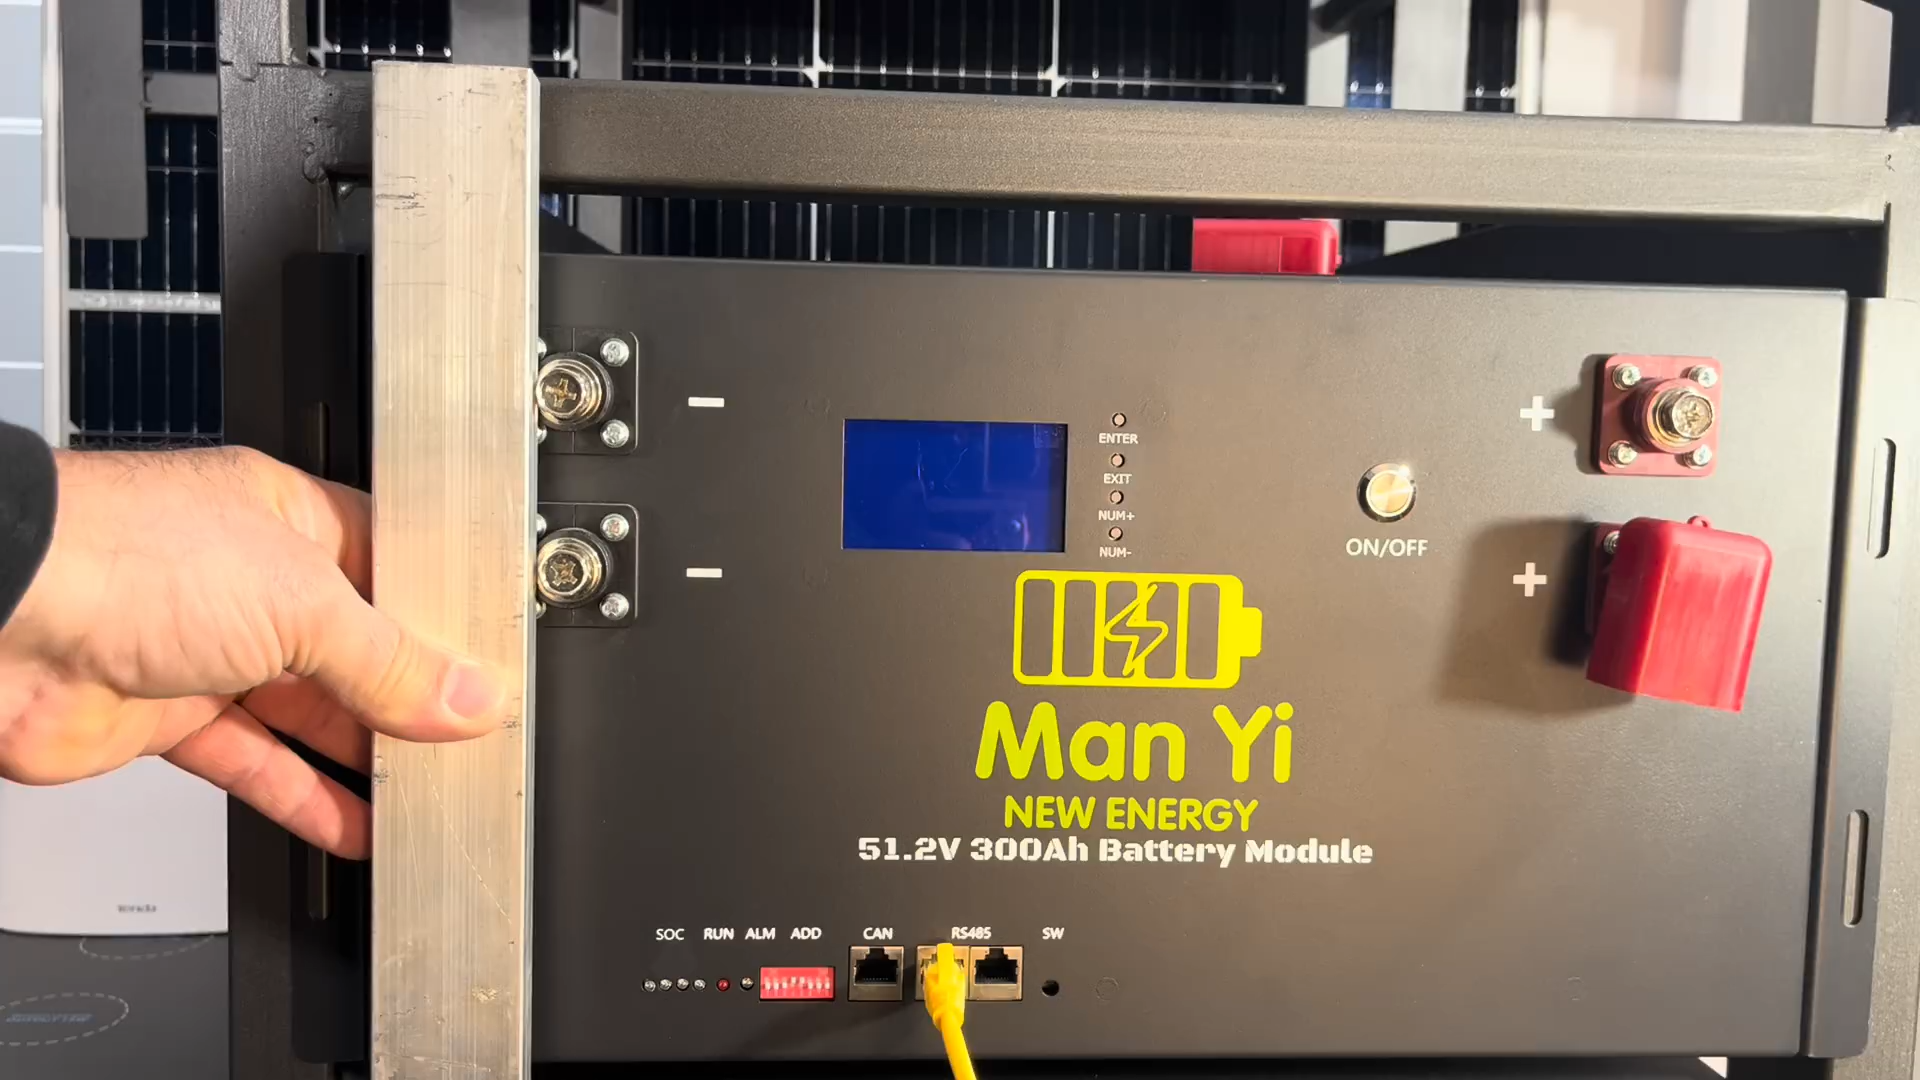 ENTER
EXIT
NUM+
NUM-
ON/OFF
Man Yi
NEW ENERGY
51.2V 300Ah Battery Module
SOC RUN ALM ADD CAN RS485 SW